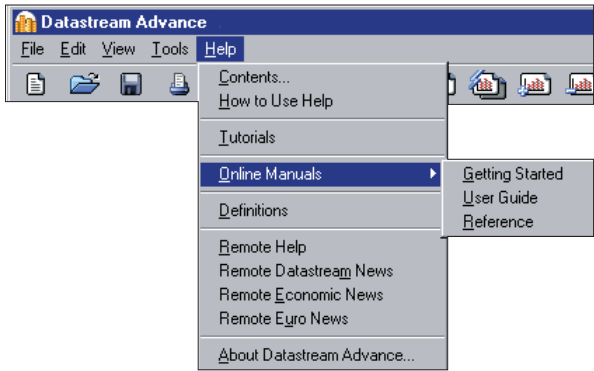 Datastream Advance
File Edit View Tools Help
Contents...
How to Use Help
Tutorials
Online Manuals
Getting Started
User Guide
Reference
Definitions
Remote Help
Remote Datastream News
Remote Economic News
Remote Euro News
About Datastream Advance...